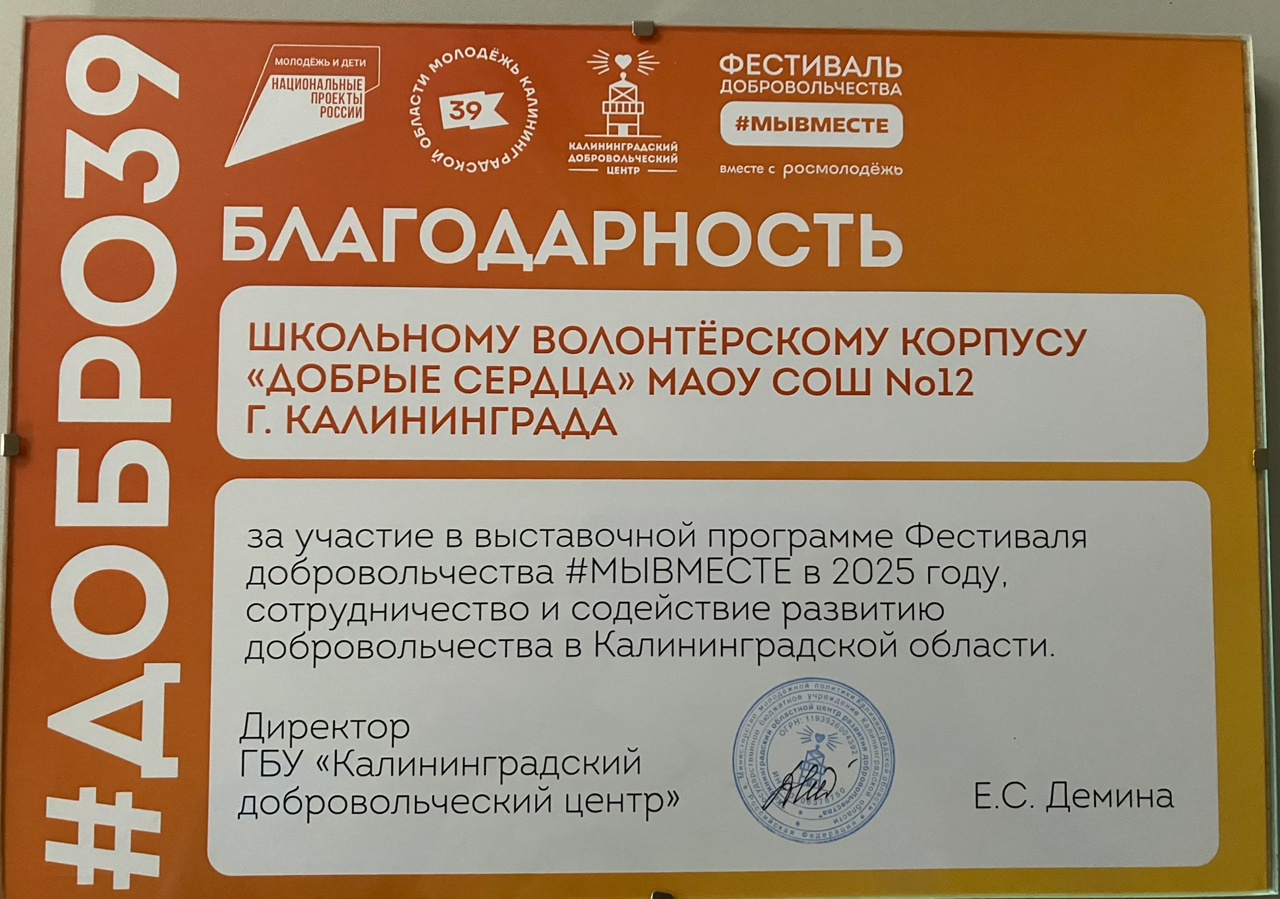 #ДОБРО39
МОЛОДЁЖЬ И ДЕТИ
НАЦИОНАЛЬНЫЕ
ПРОЕКТЫ
РОССИИ
МОЛОДЁЖЬ КАЛИНИНГРАДСКОЙ ОБЛАСТИ
39
КАЛИНИНГРАДСКИЙ
ДОБРОВОЛЬЧЕСКИЙ
ЦЕНТР
ФЕСТИВАЛЬ
ДОБРОВОЛЬЧЕСТВА
#МЫВМЕСТЕ
вместе с росмолодёжь
БЛАГОДАРНОСТЬ
ШКОЛЬНОМУ ВОЛОНТЁРСКОМУ КОРПУСУ
«ДОБРЫЕ СЕРДЦА» МАОУ СОШ №12
Г. КАЛИНИНГРАДА
за участие в выставочной программе Фестиваля
добровольчества #МЫВМЕСТЕ в 2025 году,
сотрудничество и содействие развитию
добровольчества в Калининградской области.
Директор
ГБУ «Калининградский
добровольческий центр»
Е.С. Демина